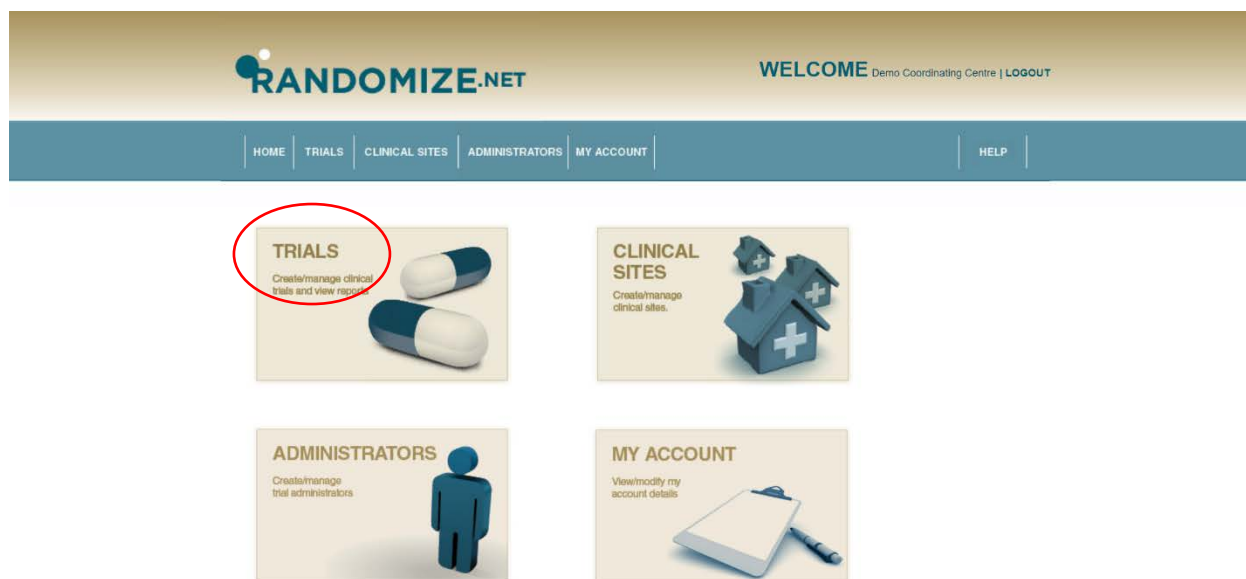 RANDOMIZE.NET
WELCOME Demo Coordinating Centre | LOGOUT
HOME TRIALS CLINICAL SITES ADMINISTRATORS MY ACCOUNT HELP
TRIALS
Create/manage clinical
trials and view reports
CLINICAL
SITES
Create/manage
clinical sites.
ADMINISTRATORS
Create/manage
trial administrators
MY ACCOUNT
View/modify my
account details